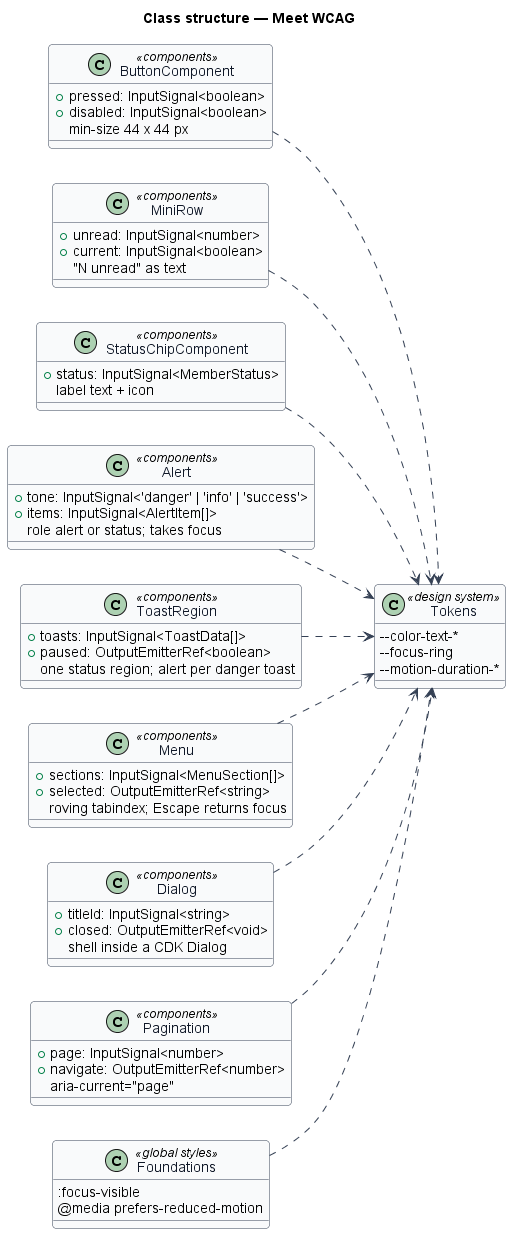 Class structure — Meet WCAG
«components»
ButtonComponent
pressed: InputSignal<boolean>
disabled: InputSignal<boolean>
min-size 44 x 44 px
«components»
MiniRow
unread: InputSignal<number>
current: InputSignal<boolean>
"N unread" as text
«components»
StatusChipComponent
status: InputSignal<MemberStatus>
label text + icon
«components»
Alert
tone: InputSignal<'danger' | 'info' | 'success'>
items: InputSignal<AlertItem[]>
role alert or status; takes focus
«components»
ToastRegion
toasts: InputSignal<ToastData[]>
paused: OutputEmitterRef<boolean>
one status region; alert per danger toast
«design system»
Tokens
--color-text-*
--focus-ring
--motion-duration-*
«components»
Menu
sections: InputSignal<MenuSection[]>
selected: OutputEmitterRef<string>
roving tabindex; Escape returns focus
«components»
Dialog
titleId: InputSignal<string>
closed: OutputEmitterRef<void>
shell inside a CDK Dialog
«components»
Pagination
page: InputSignal<number>
navigate: OutputEmitterRef<number>
aria-current="page"
«global styles»
Foundations
:focus-visible
@media prefers-reduced-motion